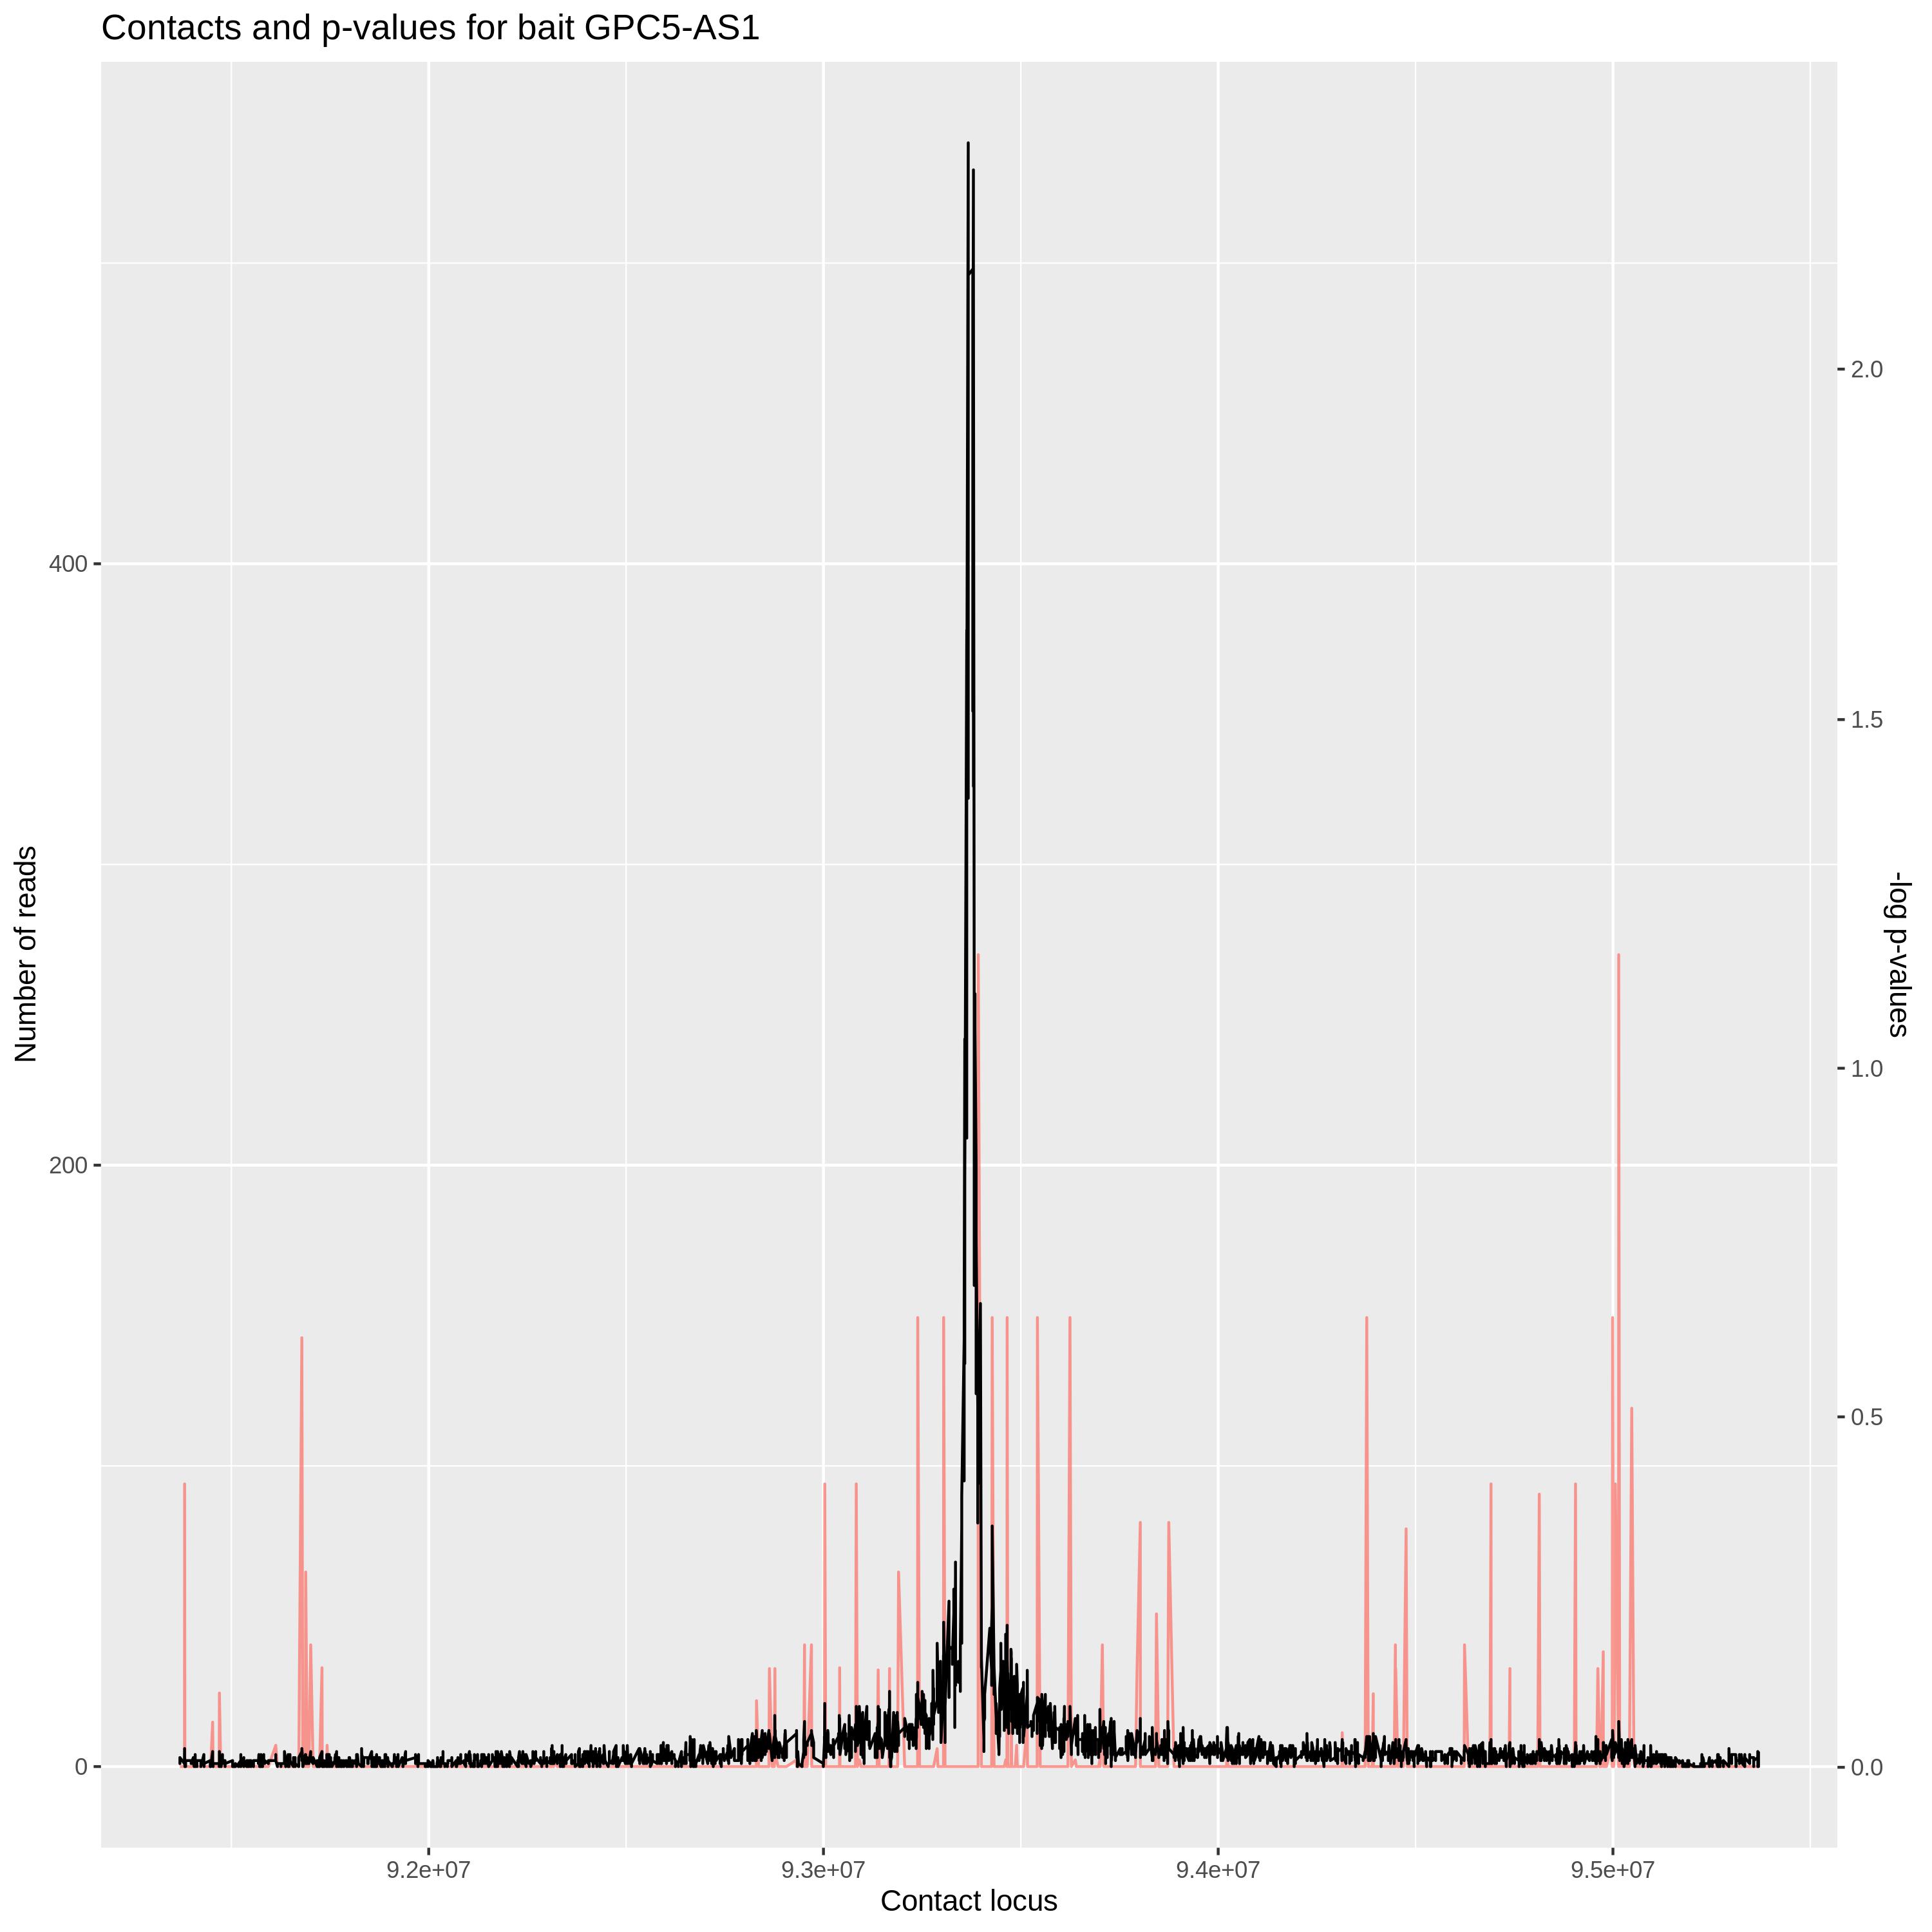 Contacts and p-values for bait GPC5-AS1
Number of reads
400
200
0
2.0
1.5
1.0
0.5
0.0
-log p-values
9.2e+07 9.3e+07 9.4e+07 9.5e+07
Contact locus